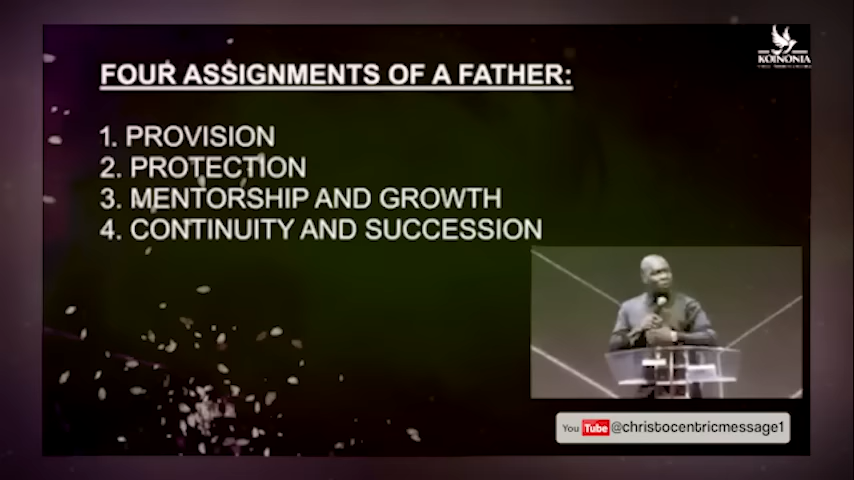 FOUR ASSIGNMENTS OF A FATHER:
KOINONIA
1. PROVISION
2. PROTECTION
3. MENTORSHIP AND GROWTH
4. CONTINUITY AND SUCCESSION
You Tube @christocentricmessage1